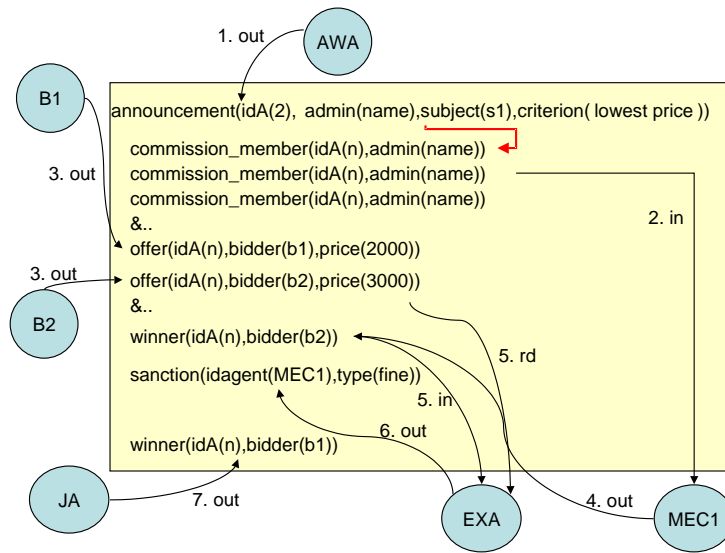 1. out
AWA
B1
announcement(idA(2), admin(name),subject(s1),criterion( lowest price ))
commission_member(idA(n),admin(name))
3. out
commission_member(idA(n),admin(name))
commission_member(idA(n),admin(name))
2. in
&..
offer(idA(n),bidder(b1),price(2000))
3. out
offer(idA(n),bidder(b2),price(3000))
&..
B2
winner(idA(n),bidder(b2))
5. rd
sanction(idagent(MEC1),type(fine))
5. in
6. out
winner(idA(n),bidder(b1))
JA
7. out
EXA
4. out
MEC1